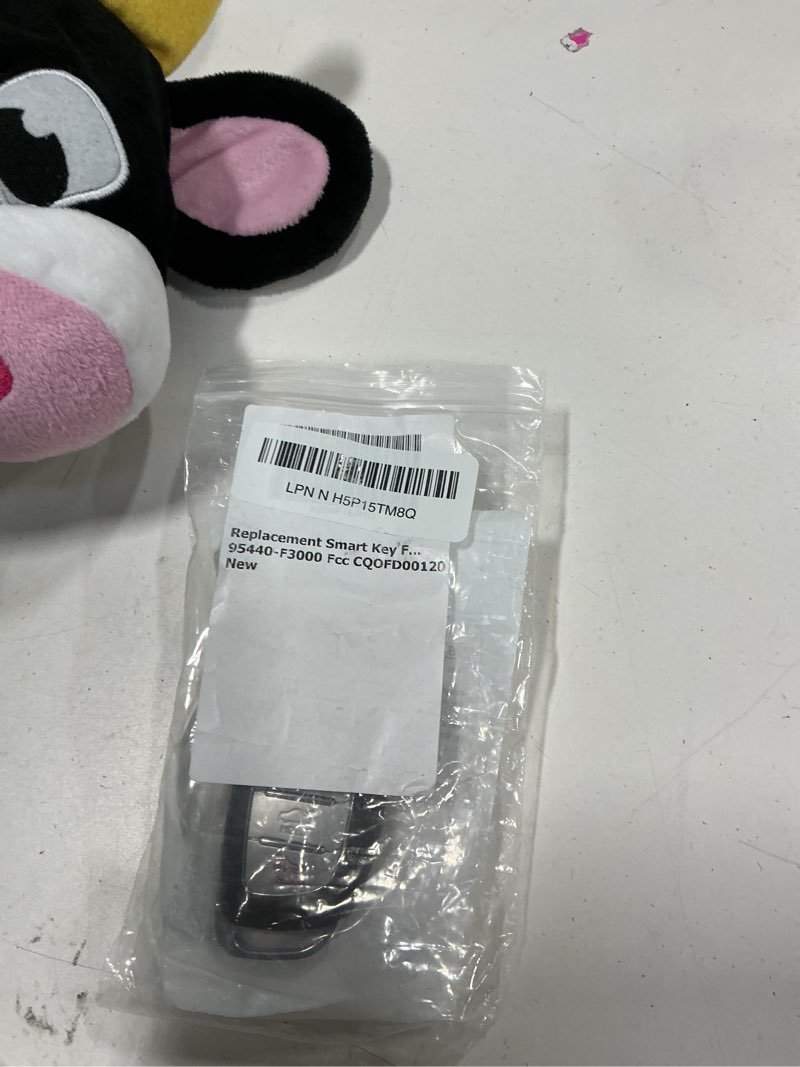 LPN N H5P15TM8Q
Replacement Smart Key F...
95440-F3000 Fcc CQOFD00120
New